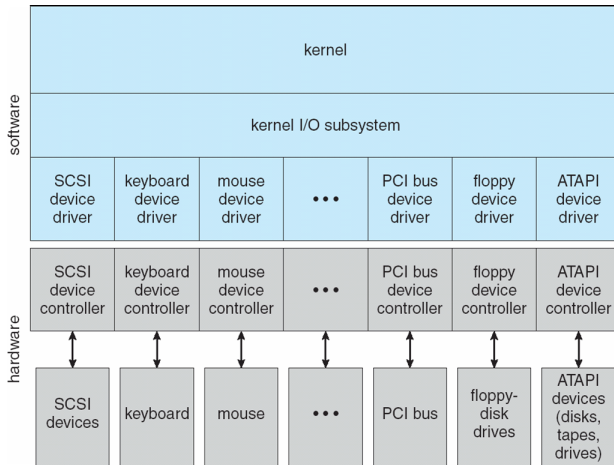 software
kernel
kernel I/O subsystem
SCSI
device
driver
keyboard
device
driver
mouse
device
driver
•••
PCI bus
device
driver
floppy
device
driver
ATAPI
device
driver
hardware
SCSI
device
controller
keyboard
device
controller
mouse
device
controller
•••
PCI bus
device
controller
floppy
device
controller
ATAPI
device
controller
SCSI
devices
keyboard
mouse
•••
PCI bus
floppy-
disk
drives
ATAPI
devices
(disks,
tapes,
drives)